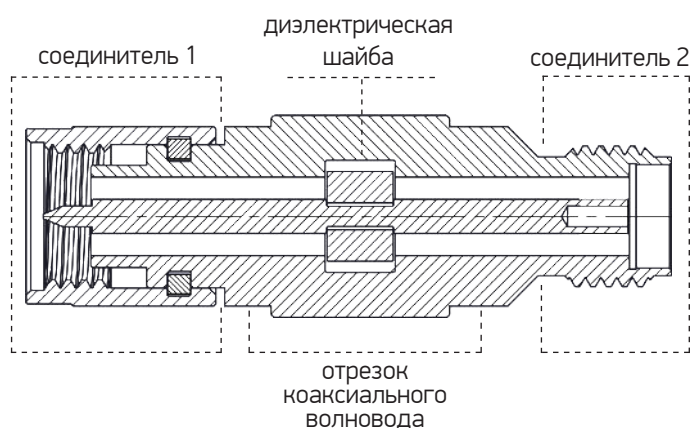 диэлектрическая
шайба
соединитель 1
соединитель 2
отрезок
коаксиального
волновода